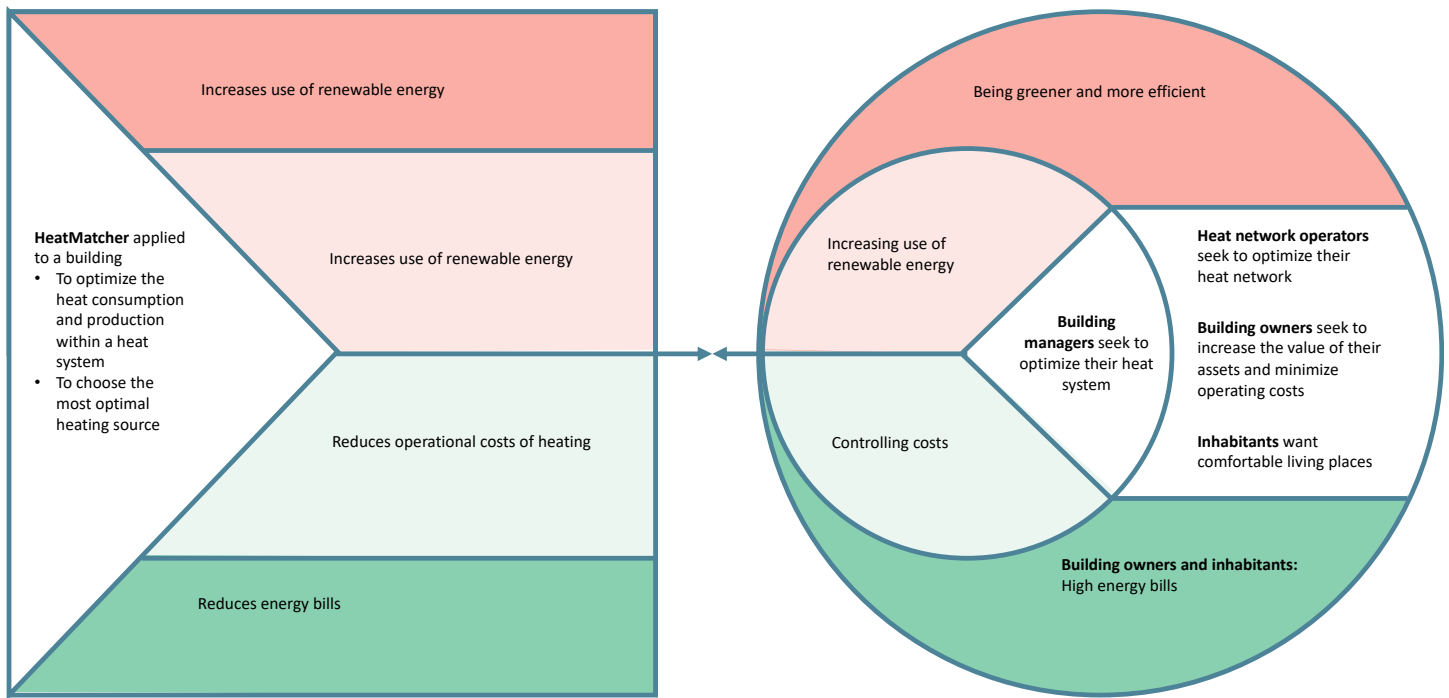 Increases use of renewable energy
Increases use of renewable energy
HeatMatcher applied
to a building
• To optimize the
heat consumption
and production
within a heat
system
• To choose the
most optimal
heating source
Reduces operational costs of heating
Reduces energy bills
Being greener and more efficient
Increasing use of
renewable energy
Building
managers seek to
optimize their heat
system
Controlling costs
Heat network operators
seek to optimize their
heat network
Building owners seek to
increase the value of their
assets and minimize
operating costs
Inhabitants want
comfortable living places
Building owners and inhabitants:
High energy bills